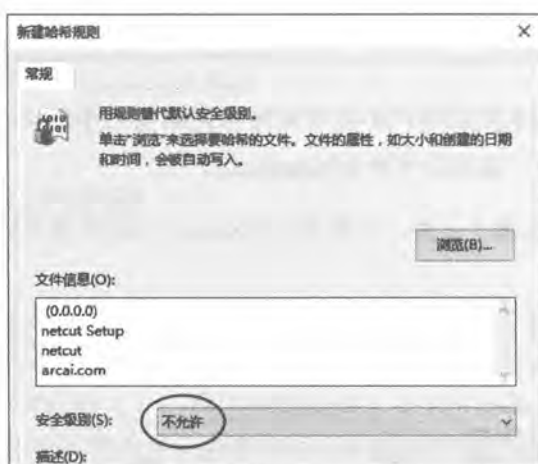 新建哈希规则
常规
用规则替代默认安全级别。
单击"浏览"来选择要哈希的文件。文件的属性，如大小和创建的日期
和时间，会被自动写入。
浏览(B)...
文件信息(O):
(0.0.0.0)
netcut Setup
netcut
arcai.com
安全级别(S):
不允许
描述(D):